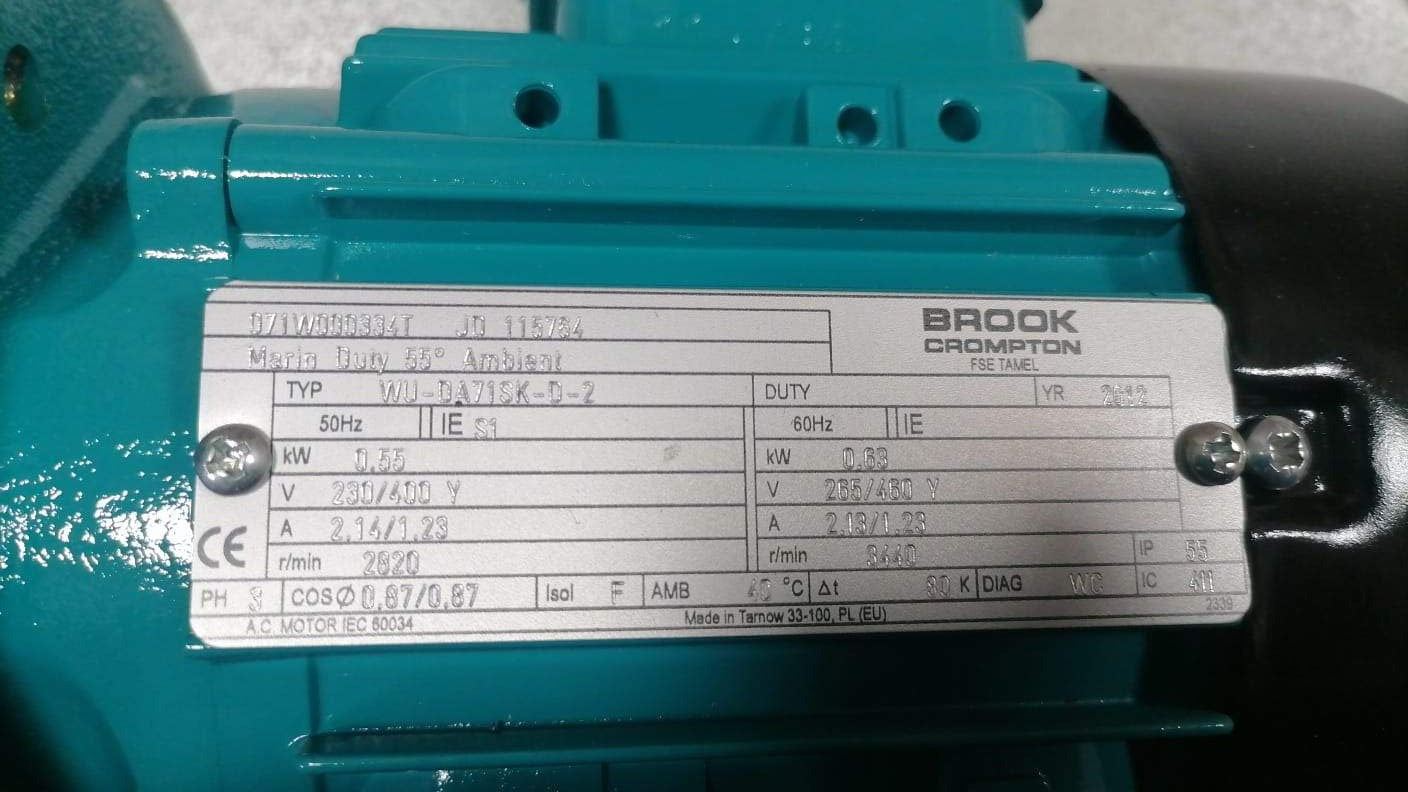 071W000334T JD 115764
Marin Duty 55° Ambient
BROOK
CROMPTON
FSE TAMEL
TYP WU-DA71SK-D-2 DUTY YR 2012
50Hz IE S1 60Hz IE
kW 0,55 kW 0,63
V 230/400 Y V 265/460 Y
A 2,14/1,23 A 2,13/1,23
r/min 2820 r/min 3440 IP 55
CE
PH 3 COSØ 0,87/0,87 Isol F AMB 40 °C Δt 80 K DIAG WC IC 411
A.C. MOTOR IEC 60034 Made in Tarnow 33-100, PL (EU) 2339